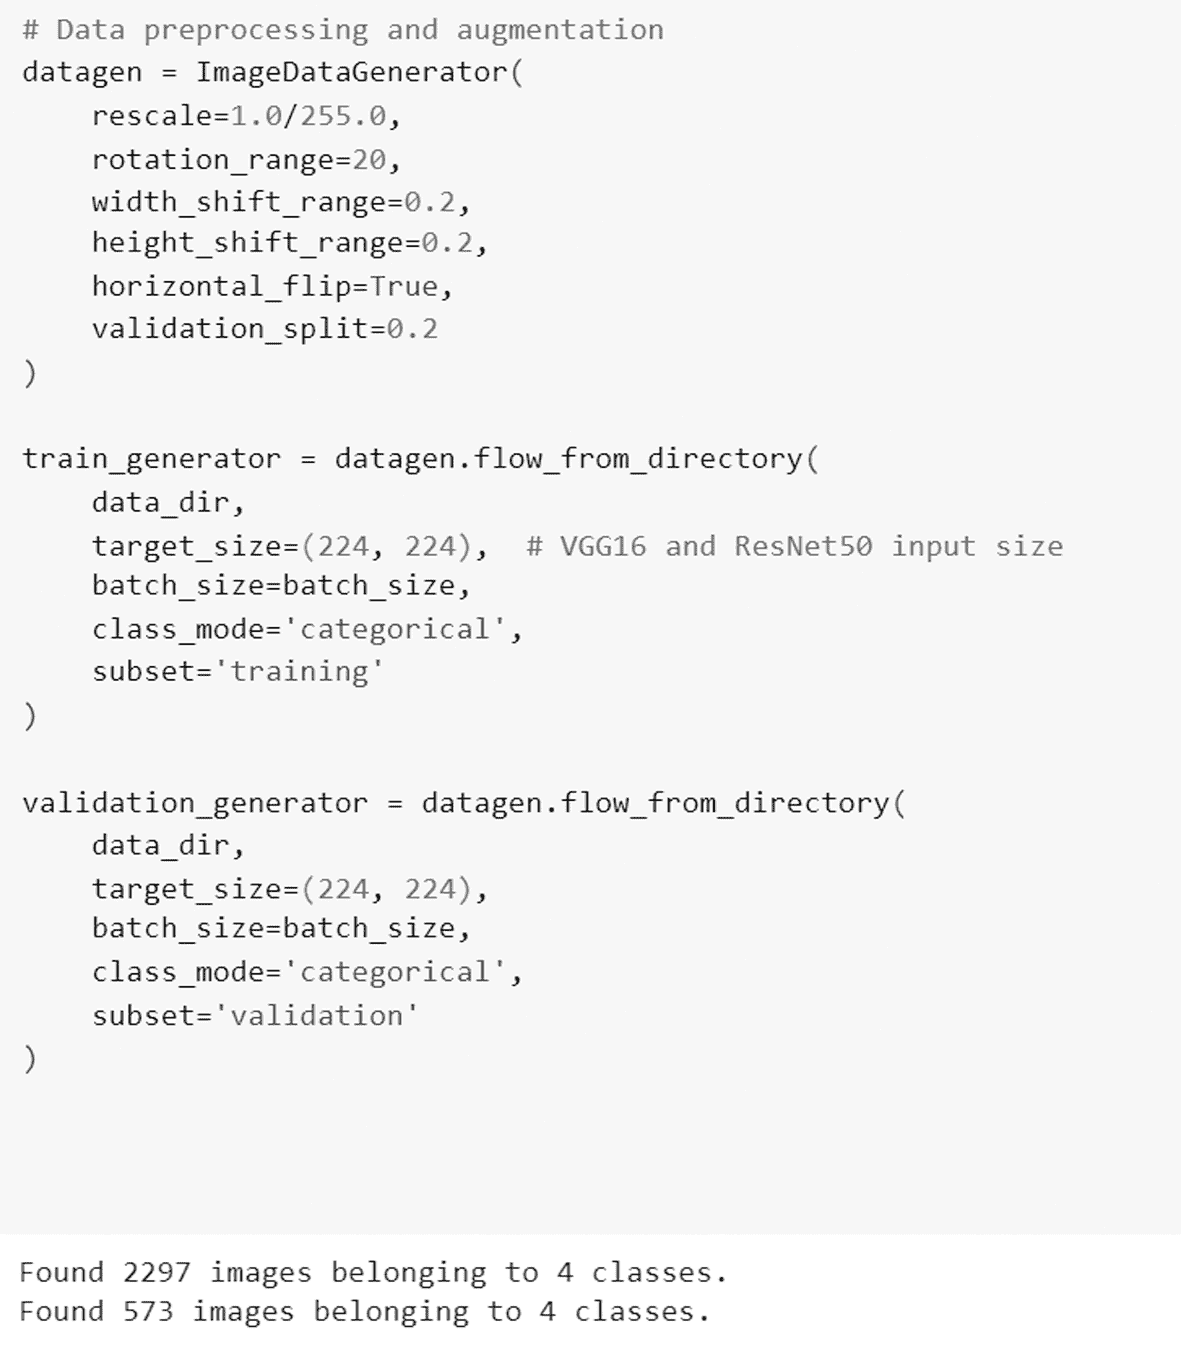 # Data preprocessing and augmentation
datagen = ImageDataGenerator(
    rescale=1.0/255.0,
    rotation_range=20,
    width_shift_range=0.2,
    height_shift_range=0.2,
    horizontal_flip=True,
    validation_split=0.2
)
train_generator = datagen.flow_from_directory(
    data_dir,
    target_size=(224, 224),  # VGG16 and ResNet50 input size
    batch_size=batch_size,
    class_mode='categorical',
    subset='training'
)
validation_generator = datagen.flow_from_directory(
    data_dir,
    target_size=(224, 224),
    batch_size=batch_size,
    class_mode='categorical',
    subset='validation'
)
Found 2297 images belonging to 4 classes.
Found 573 images belonging to 4 classes.